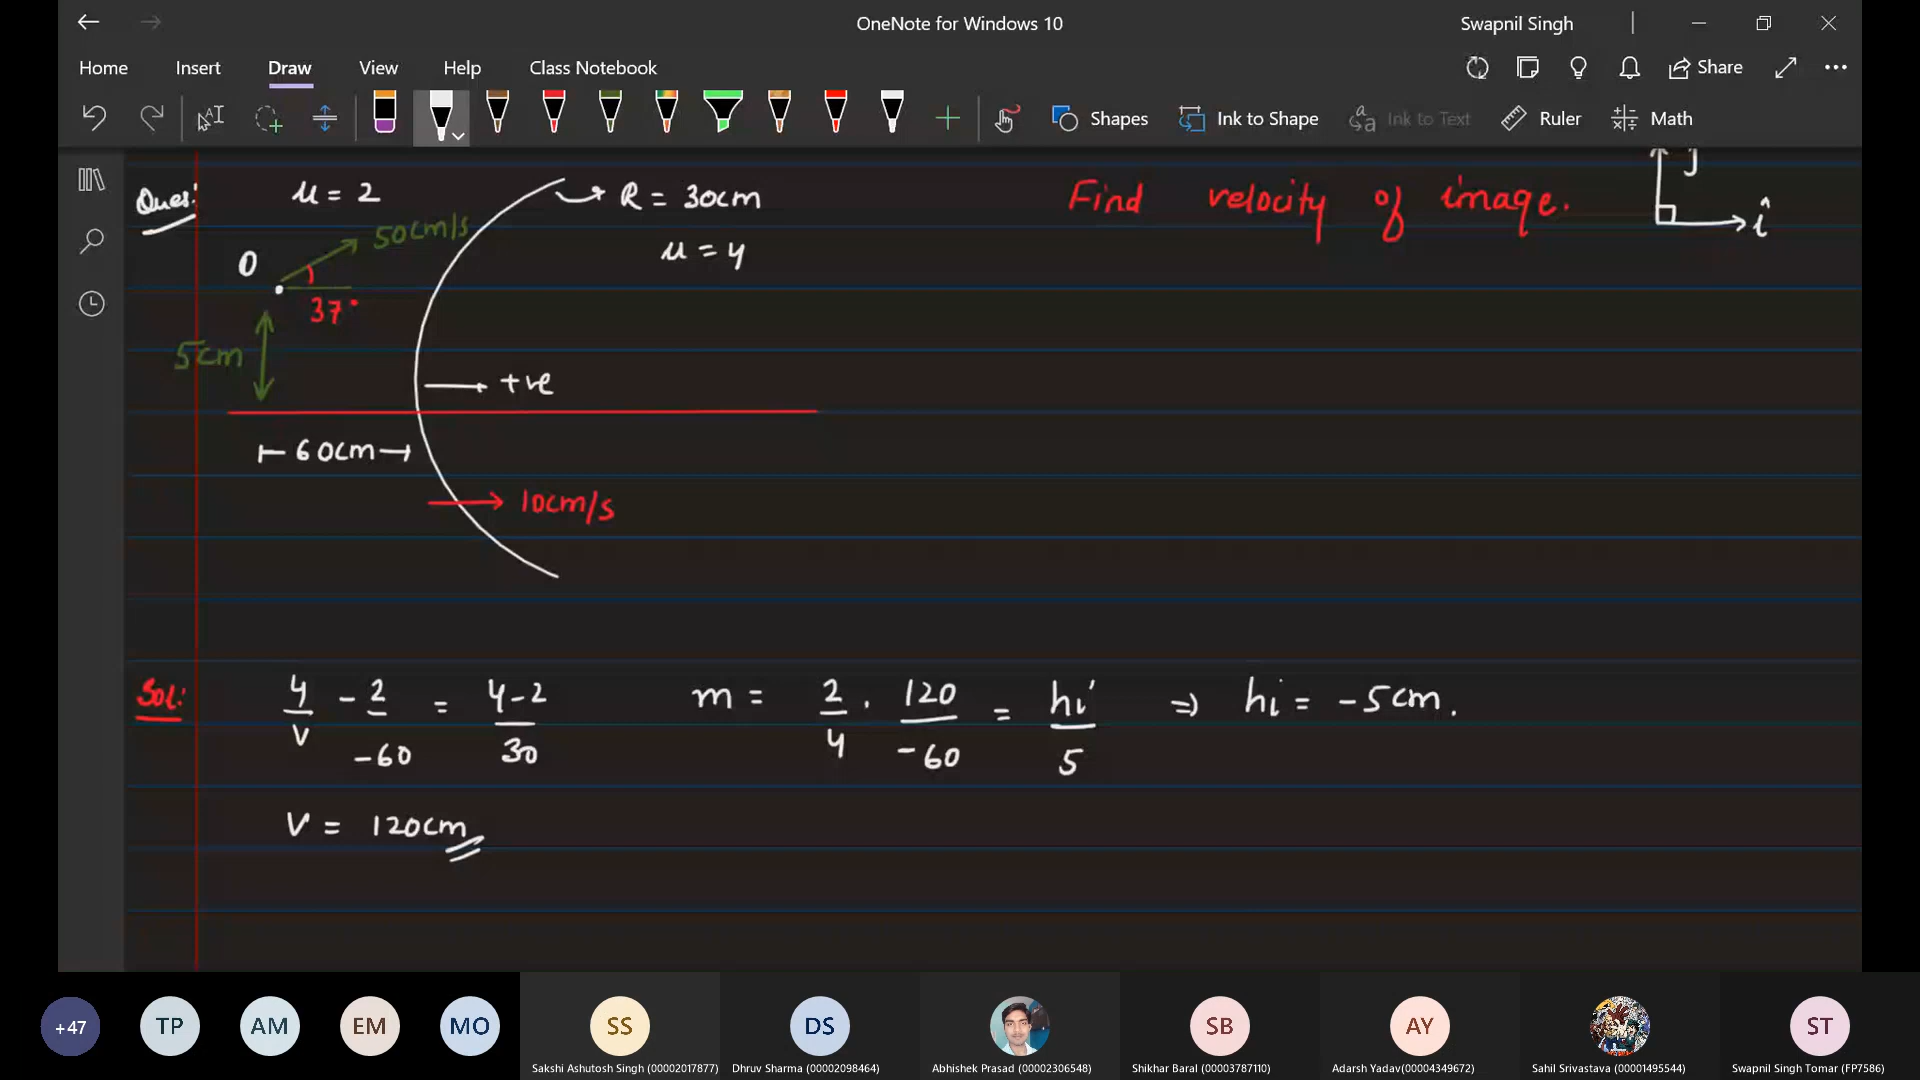 OneNote for Windows 10
Swapnil Singh
Home Insert Draw View Help Class Notebook
Share
Shapes Ink to Shape Ink to Text Ruler Math
Ques:
μ = 2
R = 30cm
Find velocity of image.
ĵ
î
50cm/s
μ = 4
O
37°
5cm
+ve
60cm
10cm/s
Sol:
4/v - 2/-60 = 4-2/30
m = 2/4 . 120/-60 = hi/5 ⇒ hi = -5cm.
V = 120cm
+47 TP AM EM MO SS DS SB AY ST
Sakshi Ashutosh Singh (00002017877)
Dhruv Sharma (00002098464)
Abhishek Prasad (00002306548)
Shikhar Baral (00003787110)
Adarsh Yadav(00004349672)
Sahil Srivastava (00001495544)
Swapnil Singh Tomar (FP7586)